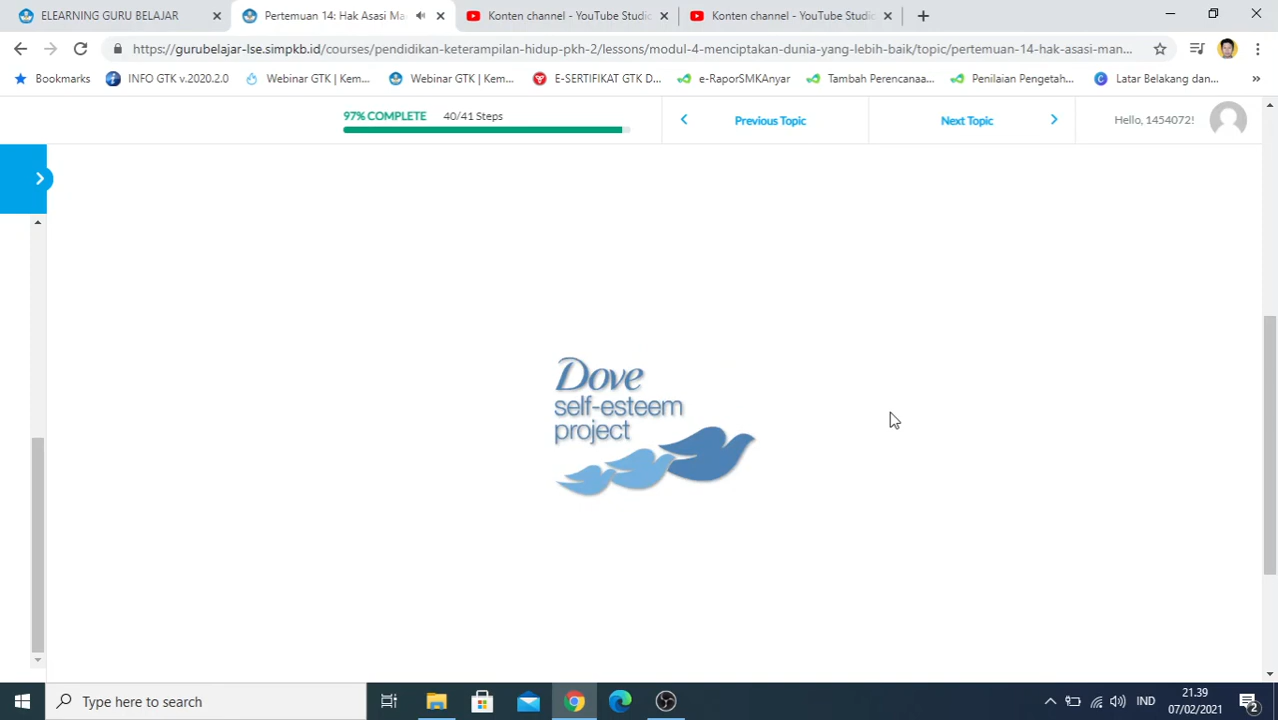 ELEARNING GURU BELAJAR
Pertemuan 14: Hak Asasi Ma
Konten channel - YouTube Studio
Konten channel - YouTube Studio
https://gurubelajar-lse.simpkb.id/courses/pendidikan-keterampilan-hidup-pkh-2/lessons/modul-4-menciptakan-dunia-yang-lebih-baik/topic/pertemuan-14-hak-asasi-man...
Bookmarks
INFO GTK v.2020.2.0
Webinar GTK | Kem...
Webinar GTK | Kem...
E-SERTIFIKAT GTK D...
e-RaporSMKAnyar
Tambah Perencanaa...
Penilaian Pengetah...
Latar Belakang dan...
»
97% COMPLETE 40/41 Steps
Previous Topic
Next Topic
Hello, 1454072!
Dove
self-esteem
project
Type here to search
IND
21.39
07/02/2021
2